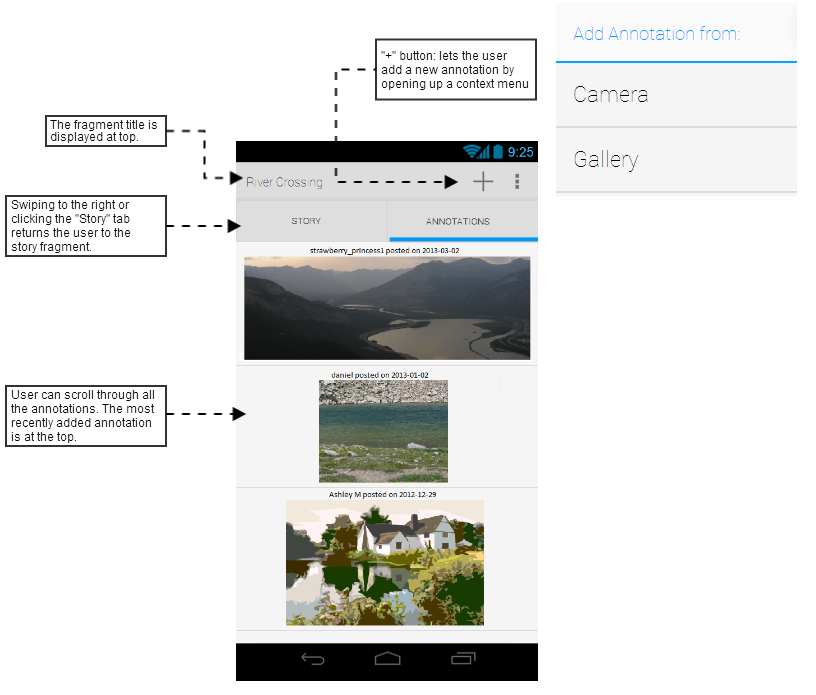 "+" button: lets the user
add a new annotation by
opening up a context menu
Add Annotation from:
Camera
Gallery
The fragment title is
displayed at top.
9:25
River Crossing
Swiping to the right or
clicking the "Story" tab
returns the user to the
story fragment.
STORY
ANNOTATIONS
strawberry_princess1 posted on 2013-03-02
daniel posted on 2013-01-02
User can scroll through all
the annotations. The most
recently added annotation
is at the top.
Ashley M posted on 2012-12-29